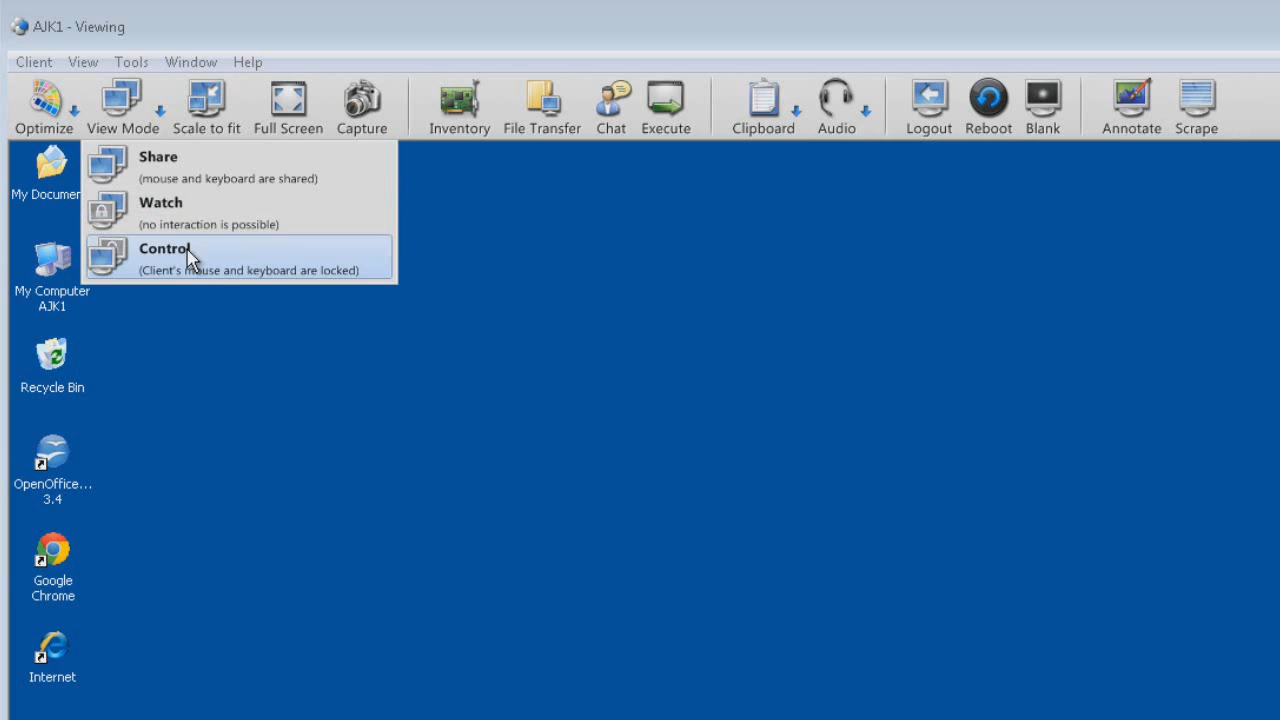 AJK1 - Viewing
Client View Tools Window Help
Optimize View Mode Scale to fit Full Screen Capture Inventory File Transfer Chat Execute Clipboard Audio Logout Reboot Blank Annotate Scrape
Share
(mouse and keyboard are shared)
Watch
(no interaction is possible)
Control
(Client's mouse and keyboard are locked)
My Documen
My Computer
AJK1
Recycle Bin
OpenOffice...
3.4
Google
Chrome
Internet